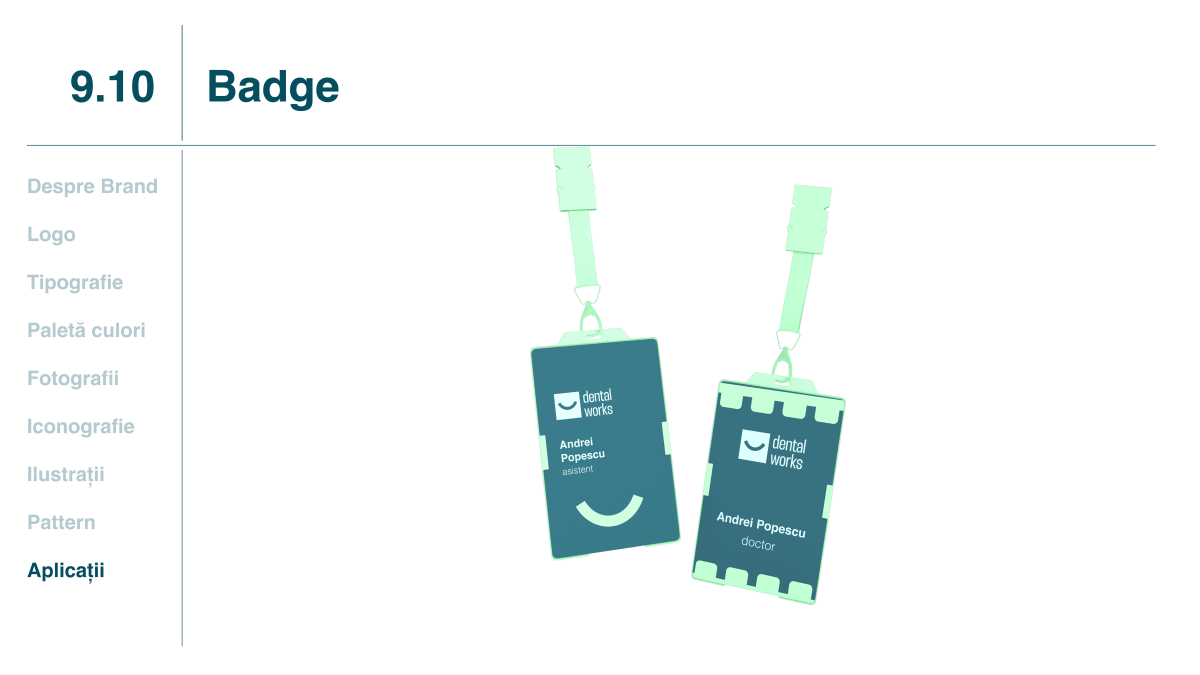 9.10
Badge
Despre Brand
Logo
Tipografie
Paletă culori
Fotografii
Iconografie
Ilustrații
Pattern
Aplicații
dental
works
Andrei
Popescu
asistent
dental
works
Andrei Popescu
doctor